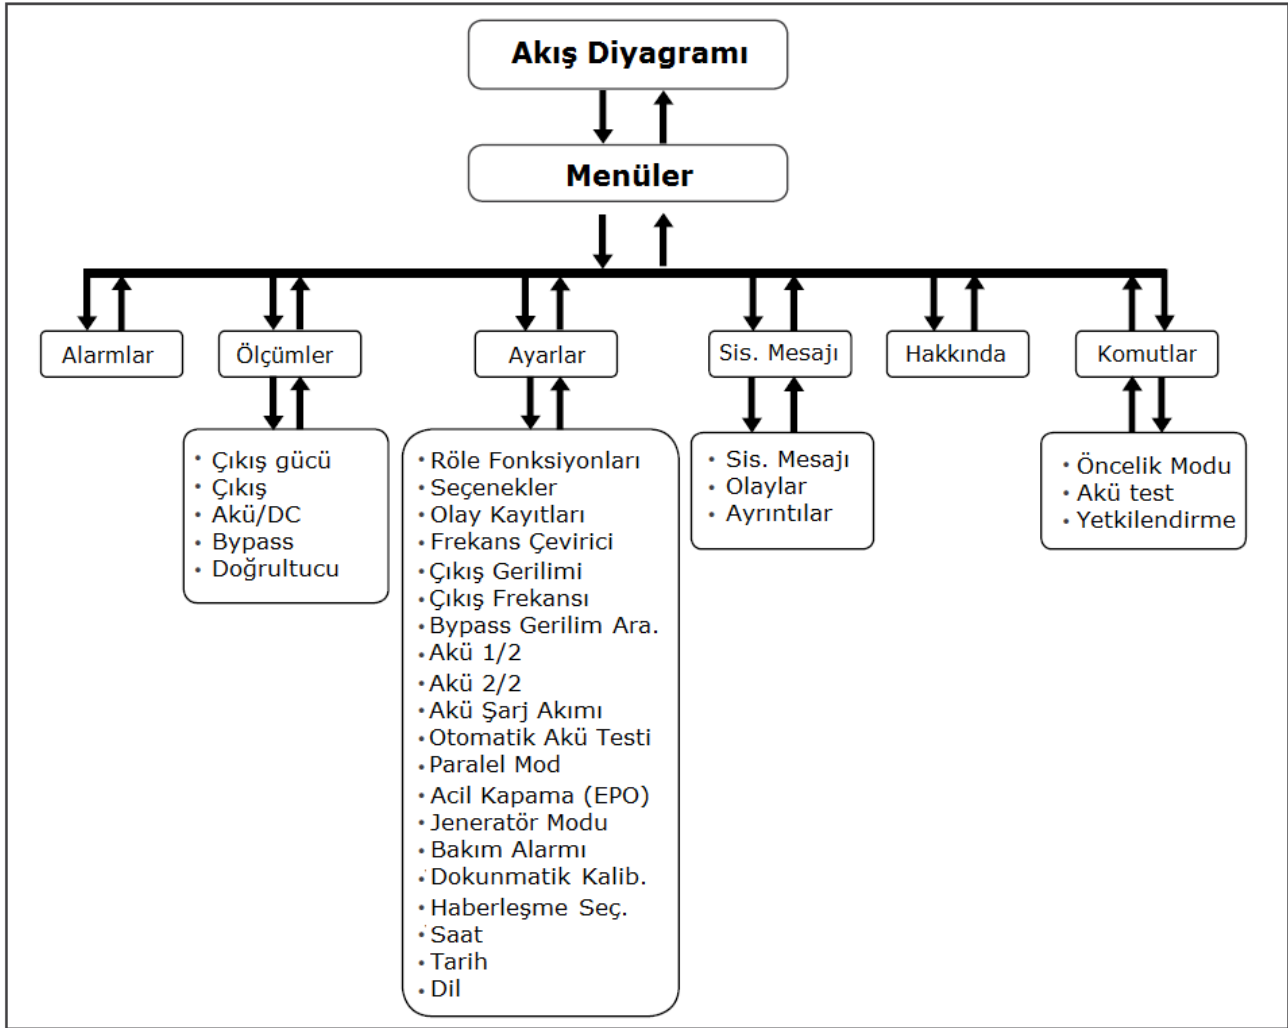 Akış Diyagramı
Menüler
Alarmlar
Ölçümler
Ayarlar
Sis. Mesajı
Hakkında
Komutlar
• Çıkış gücü
• Çıkış
• Akü/DC
• Bypass
• Doğrultucu
• Röle Fonksiyonları
• Seçenekler
• Olay Kayıtları
• Frekans Çevirici
• Çıkış Gerilimi
• Çıkış Frekansı
• Bypass Gerilim Ara.
• Akü 1/2
• Akü 2/2
• Akü Şarj Akımı
• Otomatik Akü Testi
• Paralel Mod
• Acil Kapama (EPO)
• Jeneratör Modu
• Bakım Alarmı
• Dokunmatik Kalib.
• Haberleşme Seç.
• Saat
• Tarih
• Dil
• Sis. Mesajı
• Olaylar
• Ayrıntılar
• Öncelik Modu
• Akü test
• Yetkilendirme